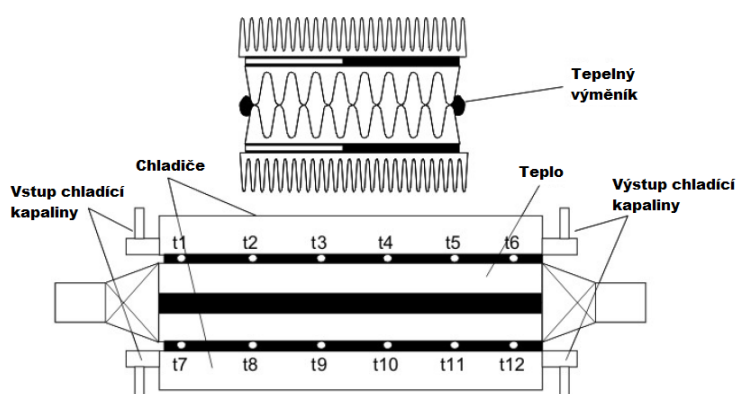 Tepelný
výměník
Chladiče
Teplo
Vstup chladící
kapaliny
Výstup chladící
kapaliny
t1 t2 t3 t4 t5 t6
t7 t8 t9 t10 t11 t12